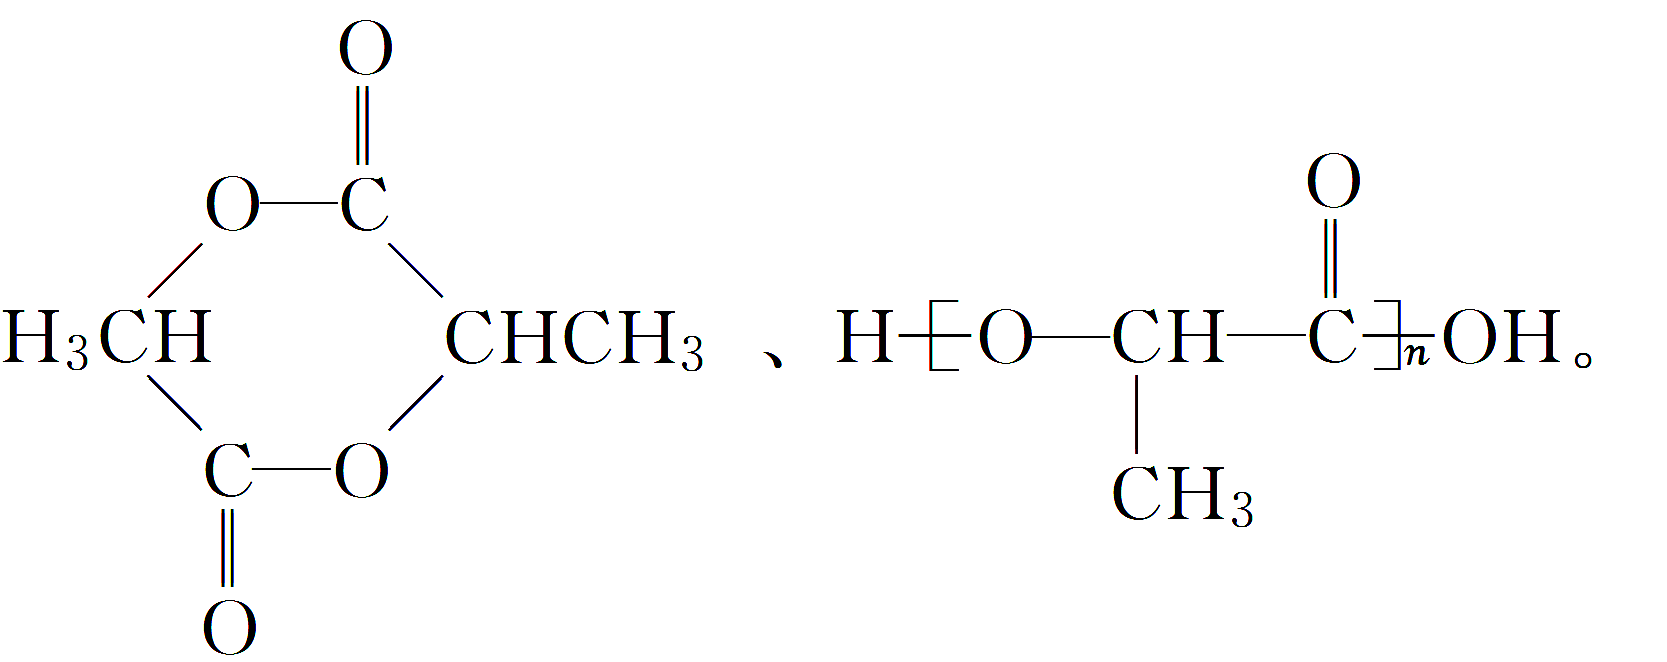 O
O—C
H₃CH CHCH₃、H[O—CH—C]ₙOH。
O
CH₃
C—O
O